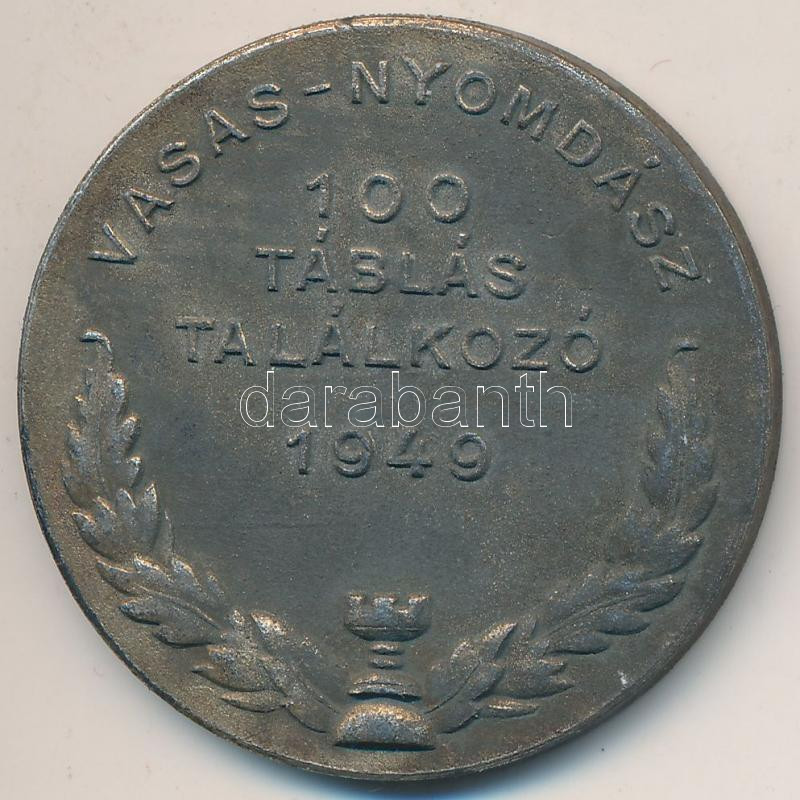 VASAS-NYOMDÁSZ
100
TÁBLÁS
TALÁLKOZÓ
darabanth
1949